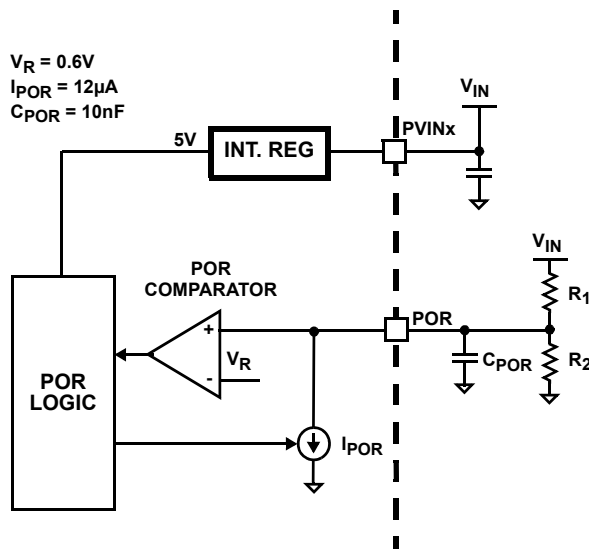 V_R = 0.6V
I_POR = 12µA
C_POR = 10nF
V_IN
PVINx
5V
INT. REG
V_IN
POR
COMPARATOR
POR
R_1
+
V_R
-
C_POR
R_2
POR
LOGIC
I_POR